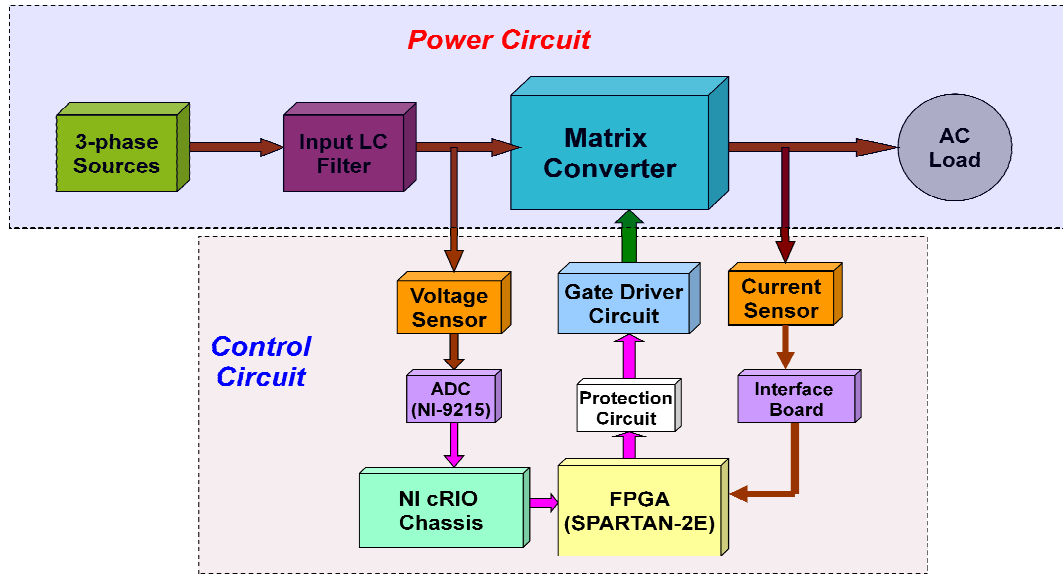 Power Circuit
3-phase
Sources
Input LC
Filter
Matrix
Converter
AC
Load
Control
Circuit
Voltage
Sensor
Gate Driver
Circuit
Current
Sensor
ADC
(NI-9215)
Protection
Circuit
Interface
Board
NI cRIO
Chassis
FPGA
(SPARTAN-2E)